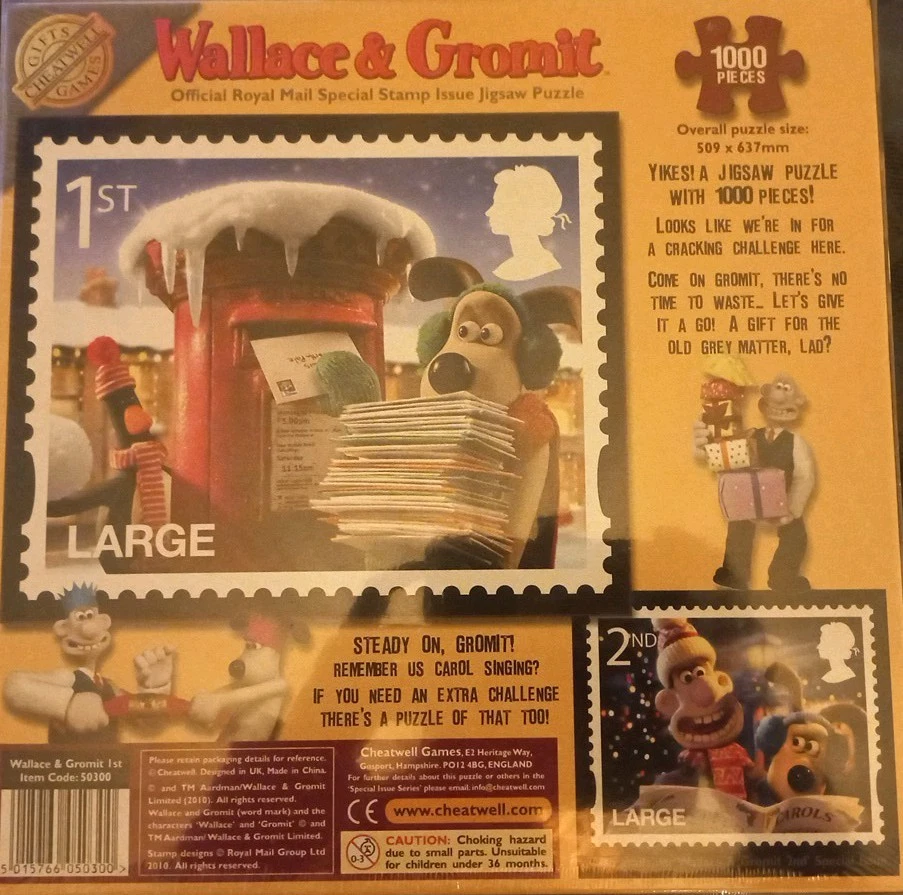 GIFTS
CHEATWELL
GAMES
Wallace & Gromit
Official Royal Mail Special Stamp Issue Jigsaw Puzzle
1000
PIECES
Overall puzzle size:
509 x 637mm
YIKES! A JIGSAW PUZZLE
WITH 1000 PIECES!
LOOKS LIKE WE'RE IN FOR
A CRACKING CHALLENGE HERE.
COME ON GROMIT, THERE'S NO
TIME TO WASTE... LET'S GIVE
IT A GO! A GIFT FOR THE
OLD GREY MATTER, LAD?
1ST
LARGE
STEADY ON, GROMIT!
REMEMBER US CAROL SINGING?
IF YOU NEED AN EXTRA CHALLENGE
THERE'S A PUZZLE OF THAT TOO!
2ND
LARGE
CAROLS
Wallace & Gromit 1st
Item Code: 50300
5 015766 050300 >
Please retain packaging details for reference.
© Cheatwell. Designed in UK, Made in China.
© and TM Aardman/Wallace & Gromit
Limited (2010). All rights reserved.
Wallace and Gromit (word mark) and the
characters 'Wallace' and 'Gromit' © and
TM Aardman/Wallace & Gromit Limited.
Stamp designs © Royal Mail Group Ltd
2010. All rights reserved.
Cheatwell Games, E2 Heritage Way,
Gosport, Hampshire. PO12 4BG, ENGLAND
For further details about this puzzle or others in the
'Special Issue Series' please email: info@cheatwell.com
CE www.cheatwell.com
0-3
CAUTION: Choking hazard
due to small parts. Unsuitable
for children under 36 months.